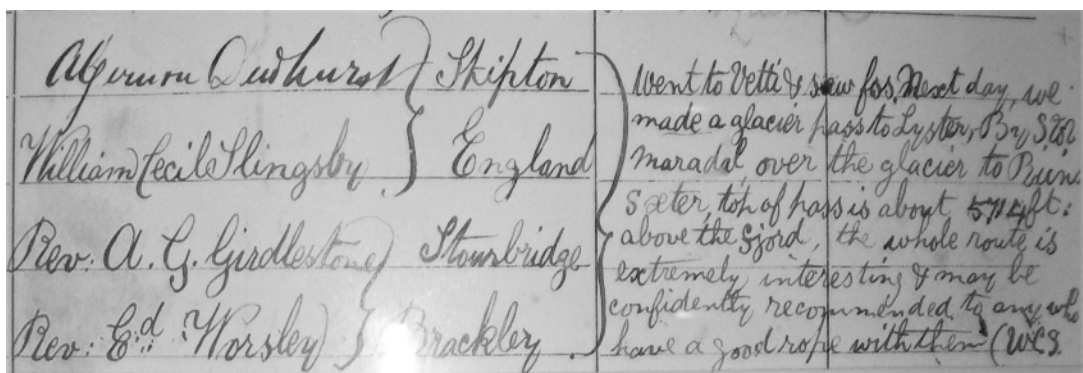 Algernon Dewhurst } Skipton
William Cecil Slingsby } England
Rev. A. G. Girdlestone } Stourbridge
Rev: Ed. Worsley } Brackley.
Went to Vetti & saw fos. Next day, we
made a glacier pass to Lyster, By Stor
maradal, over the glacier to Riin.
Sæter, top of pass is about 5714 ft:
above the fjord, the whole route is
extremely interesting & may be
confidently recommended to any who
have a good rope with them (WCS.